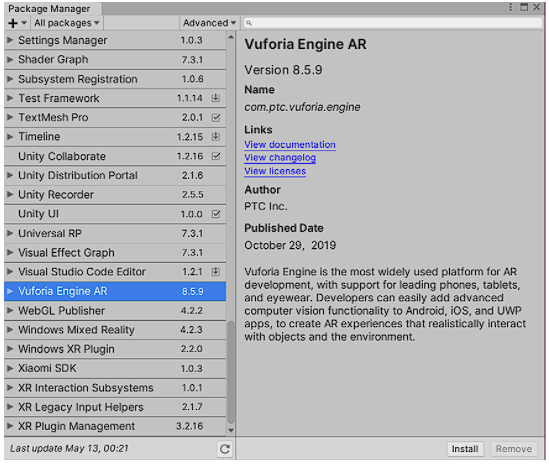 Package Manager
All packages
Advanced
Settings Manager 1.0.3
Shader Graph 7.3.1
Subsystem Registration 1.0.6
Test Framework 1.1.14
TextMesh Pro 2.0.1
Timeline 1.2.15
Unity Collaborate 1.2.16
Unity Distribution Portal 2.1.6
Unity Recorder 2.5.5
Unity UI 1.0.0
Universal RP 7.3.1
Visual Effect Graph 7.3.1
Visual Studio Code Editor 1.2.1
Vuforia Engine AR 8.5.9
WebGL Publisher 4.2.2
Windows Mixed Reality 4.2.3
Windows XR Plugin 2.2.0
Xiaomi SDK 1.0.3
XR Interaction Subsystems 1.0.1
XR Legacy Input Helpers 2.1.7
XR Plugin Management 3.2.16
Last update May 13, 00:21
Vuforia Engine AR
Version 8.5.9
Name
com.ptc.vuforia.engine
Links
View documentation
View changelog
View licenses
Author
PTC Inc.
Published Date
October 29, 2019
Vuforia Engine is the most widely used platform for AR
development, with support for leading phones, tablets,
and eyewear. Developers can easily add advanced
computer vision functionality to Android, iOS, and UWP
apps, to create AR experiences that realistically interact
with objects and the environment.
Install
Remove